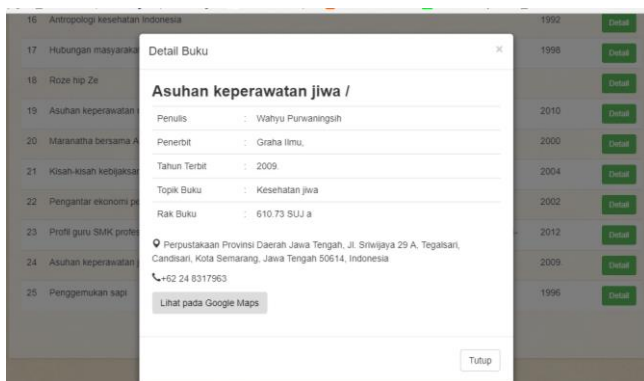 16 Antropologi kesehatan Indonesia 1992 Detail
17 Hubungan masyaraka 1998 Detail
18 Roze hip Ze Detail
19 Asuhan keperawatan 2010 Detail
20 Maranatha bersama A 2000 Detail
21 Kisah-kisah kebijaksa 2004 Detail
22 Pengantar ekonomi pe 2002 Detail
23 Profil guru SMK profes 2012 Detail
24 Asuhan keperawatan j 2009. Detail
25 Penggemukan sapi 1996 Detail
Detail Buku ×
Asuhan keperawatan jiwa /
Penulis : Wahyu Purwaningsih
Penerbit : Graha Ilmu,
Tahun Terbit : 2009.
Topik Buku : Kesehatan jiwa
Rak Buku : 610.73 SUJ a
Perpustakaan Provinsi Daerah Jawa Tengah, Jl. Sriwijaya 29 A, Tegalsari,
Candisari, Kota Semarang, Jawa Tengah 50614, Indonesia
+62 24 8317963
Lihat pada Google Maps
Tutup